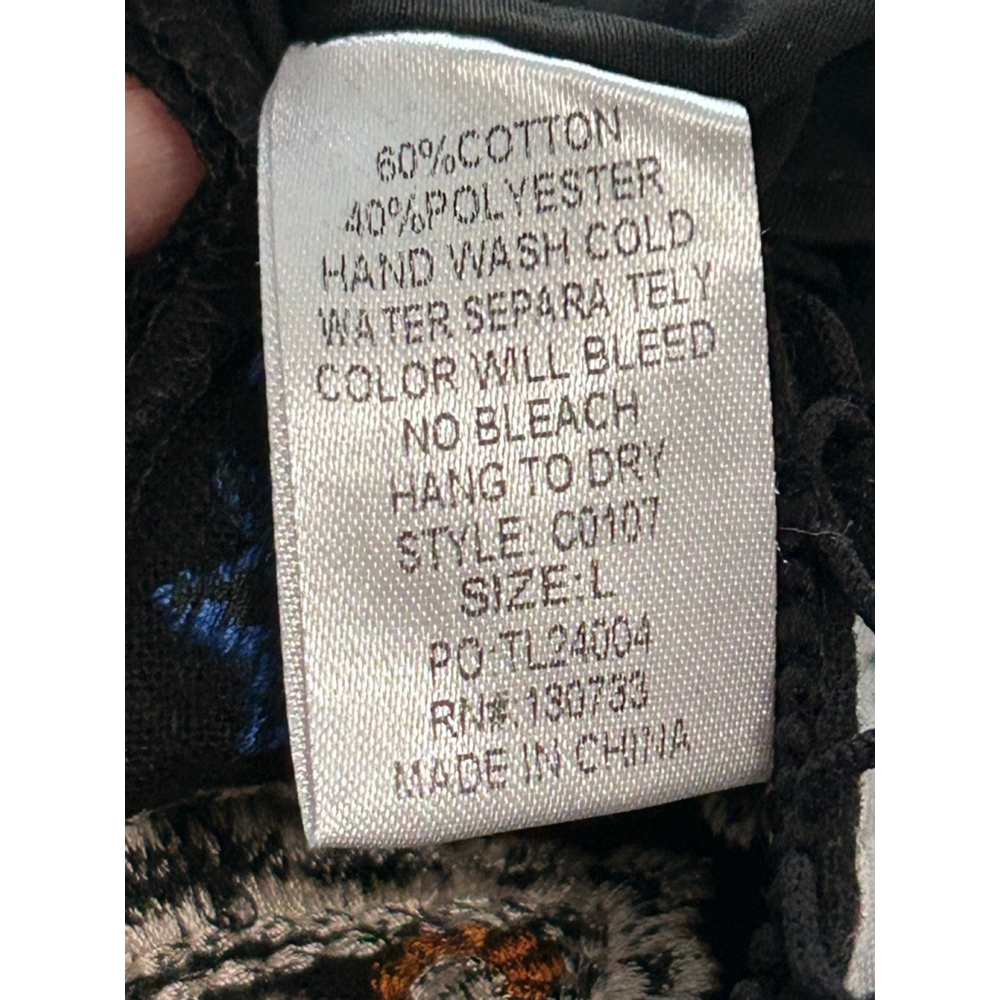 60%COTTON
40%POLYESTER
HAND WASH COLD
WATER SEPARA TELY
COLOR WILL BLEED
NO BLEACH
HANG TO DRY
STYLE: C0107
SIZE:L
PO:TL24004
RN#:130733
MADE IN CHINA